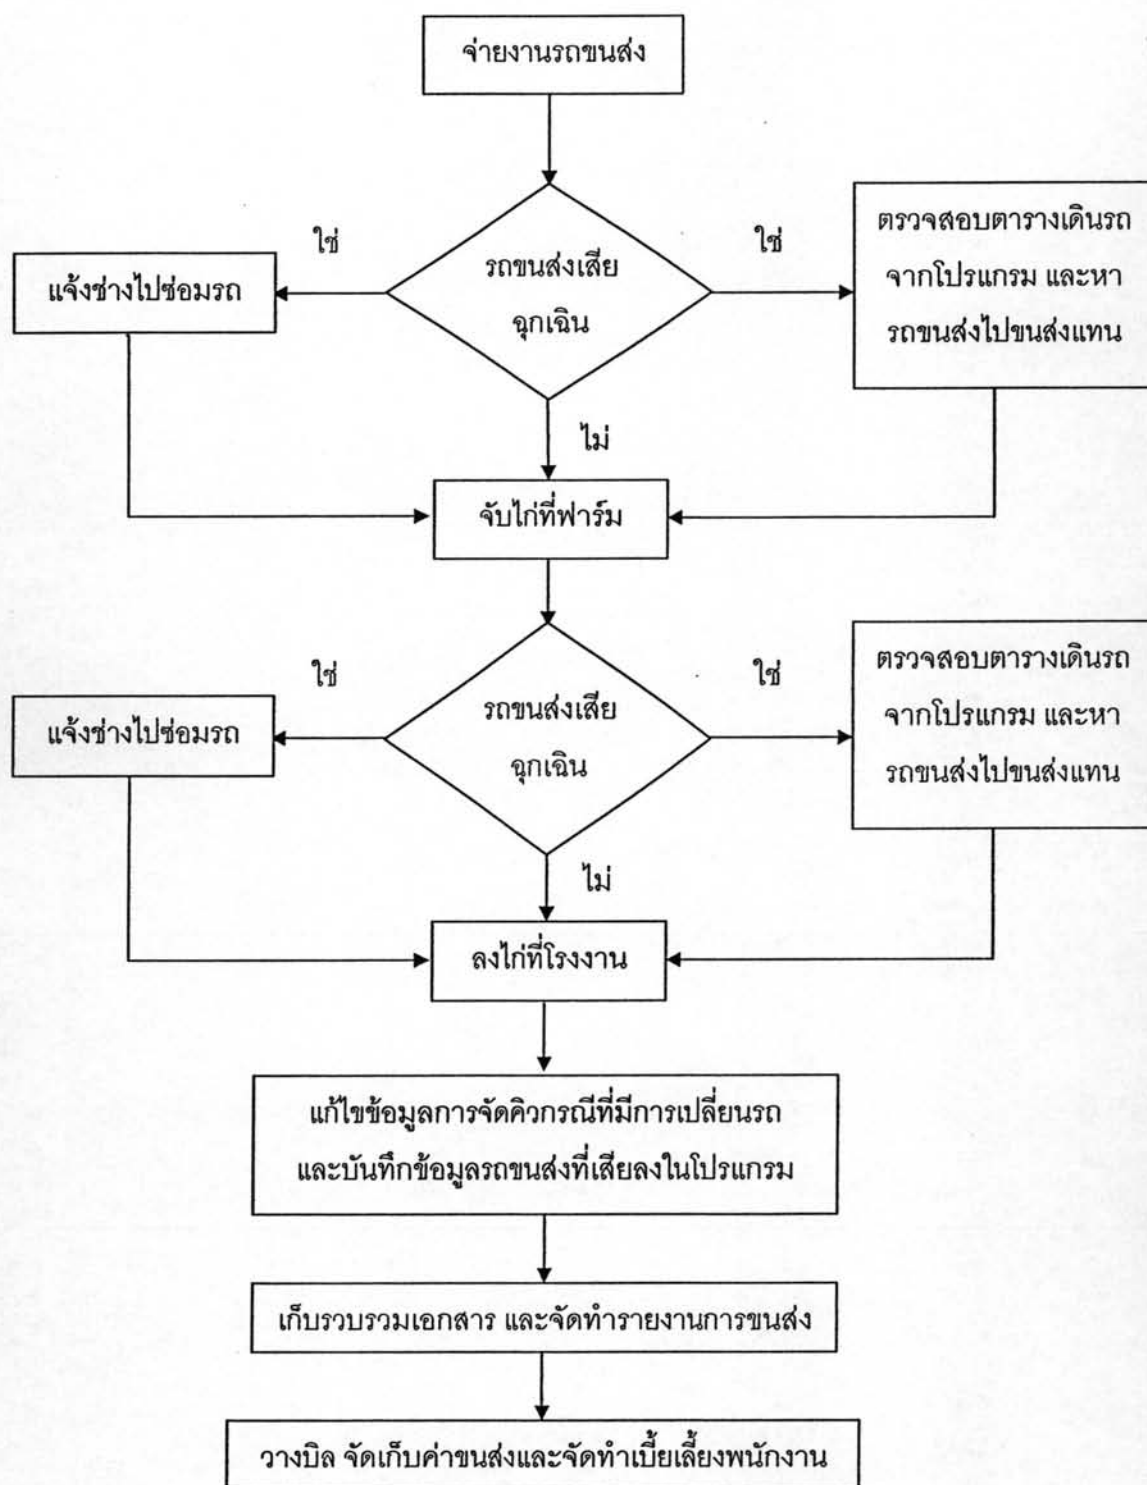 จ่ายงานรถขนส่ง
ใช่
ใช่
แจ้งช่างไปซ่อมรถ
รถขนส่งเสีย
ฉุกเฉิน
ตรวจสอบตารางเดินรถ
จากโปรแกรม และหา
รถขนส่งไปขนส่งแทน
ไม่
จับไก่ที่ฟาร์ม
ใช่
ใช่
แจ้งช่างไปซ่อมรถ
รถขนส่งเสีย
ฉุกเฉิน
ตรวจสอบตารางเดินรถ
จากโปรแกรม และหา
รถขนส่งไปขนส่งแทน
ไม่
ลงไก่ที่โรงงาน
แก้ไขข้อมูลการจัดคิวกรณีที่มีการเปลี่ยนรถ
และบันทึกข้อมูลรถขนส่งที่เสียลงในโปรแกรม
เก็บรวบรวมเอกสาร และจัดทำรายงานการขนส่ง
วางบิล จัดเก็บค่าขนส่งและจัดทำเบี้ยเลี้ยงพนักงาน